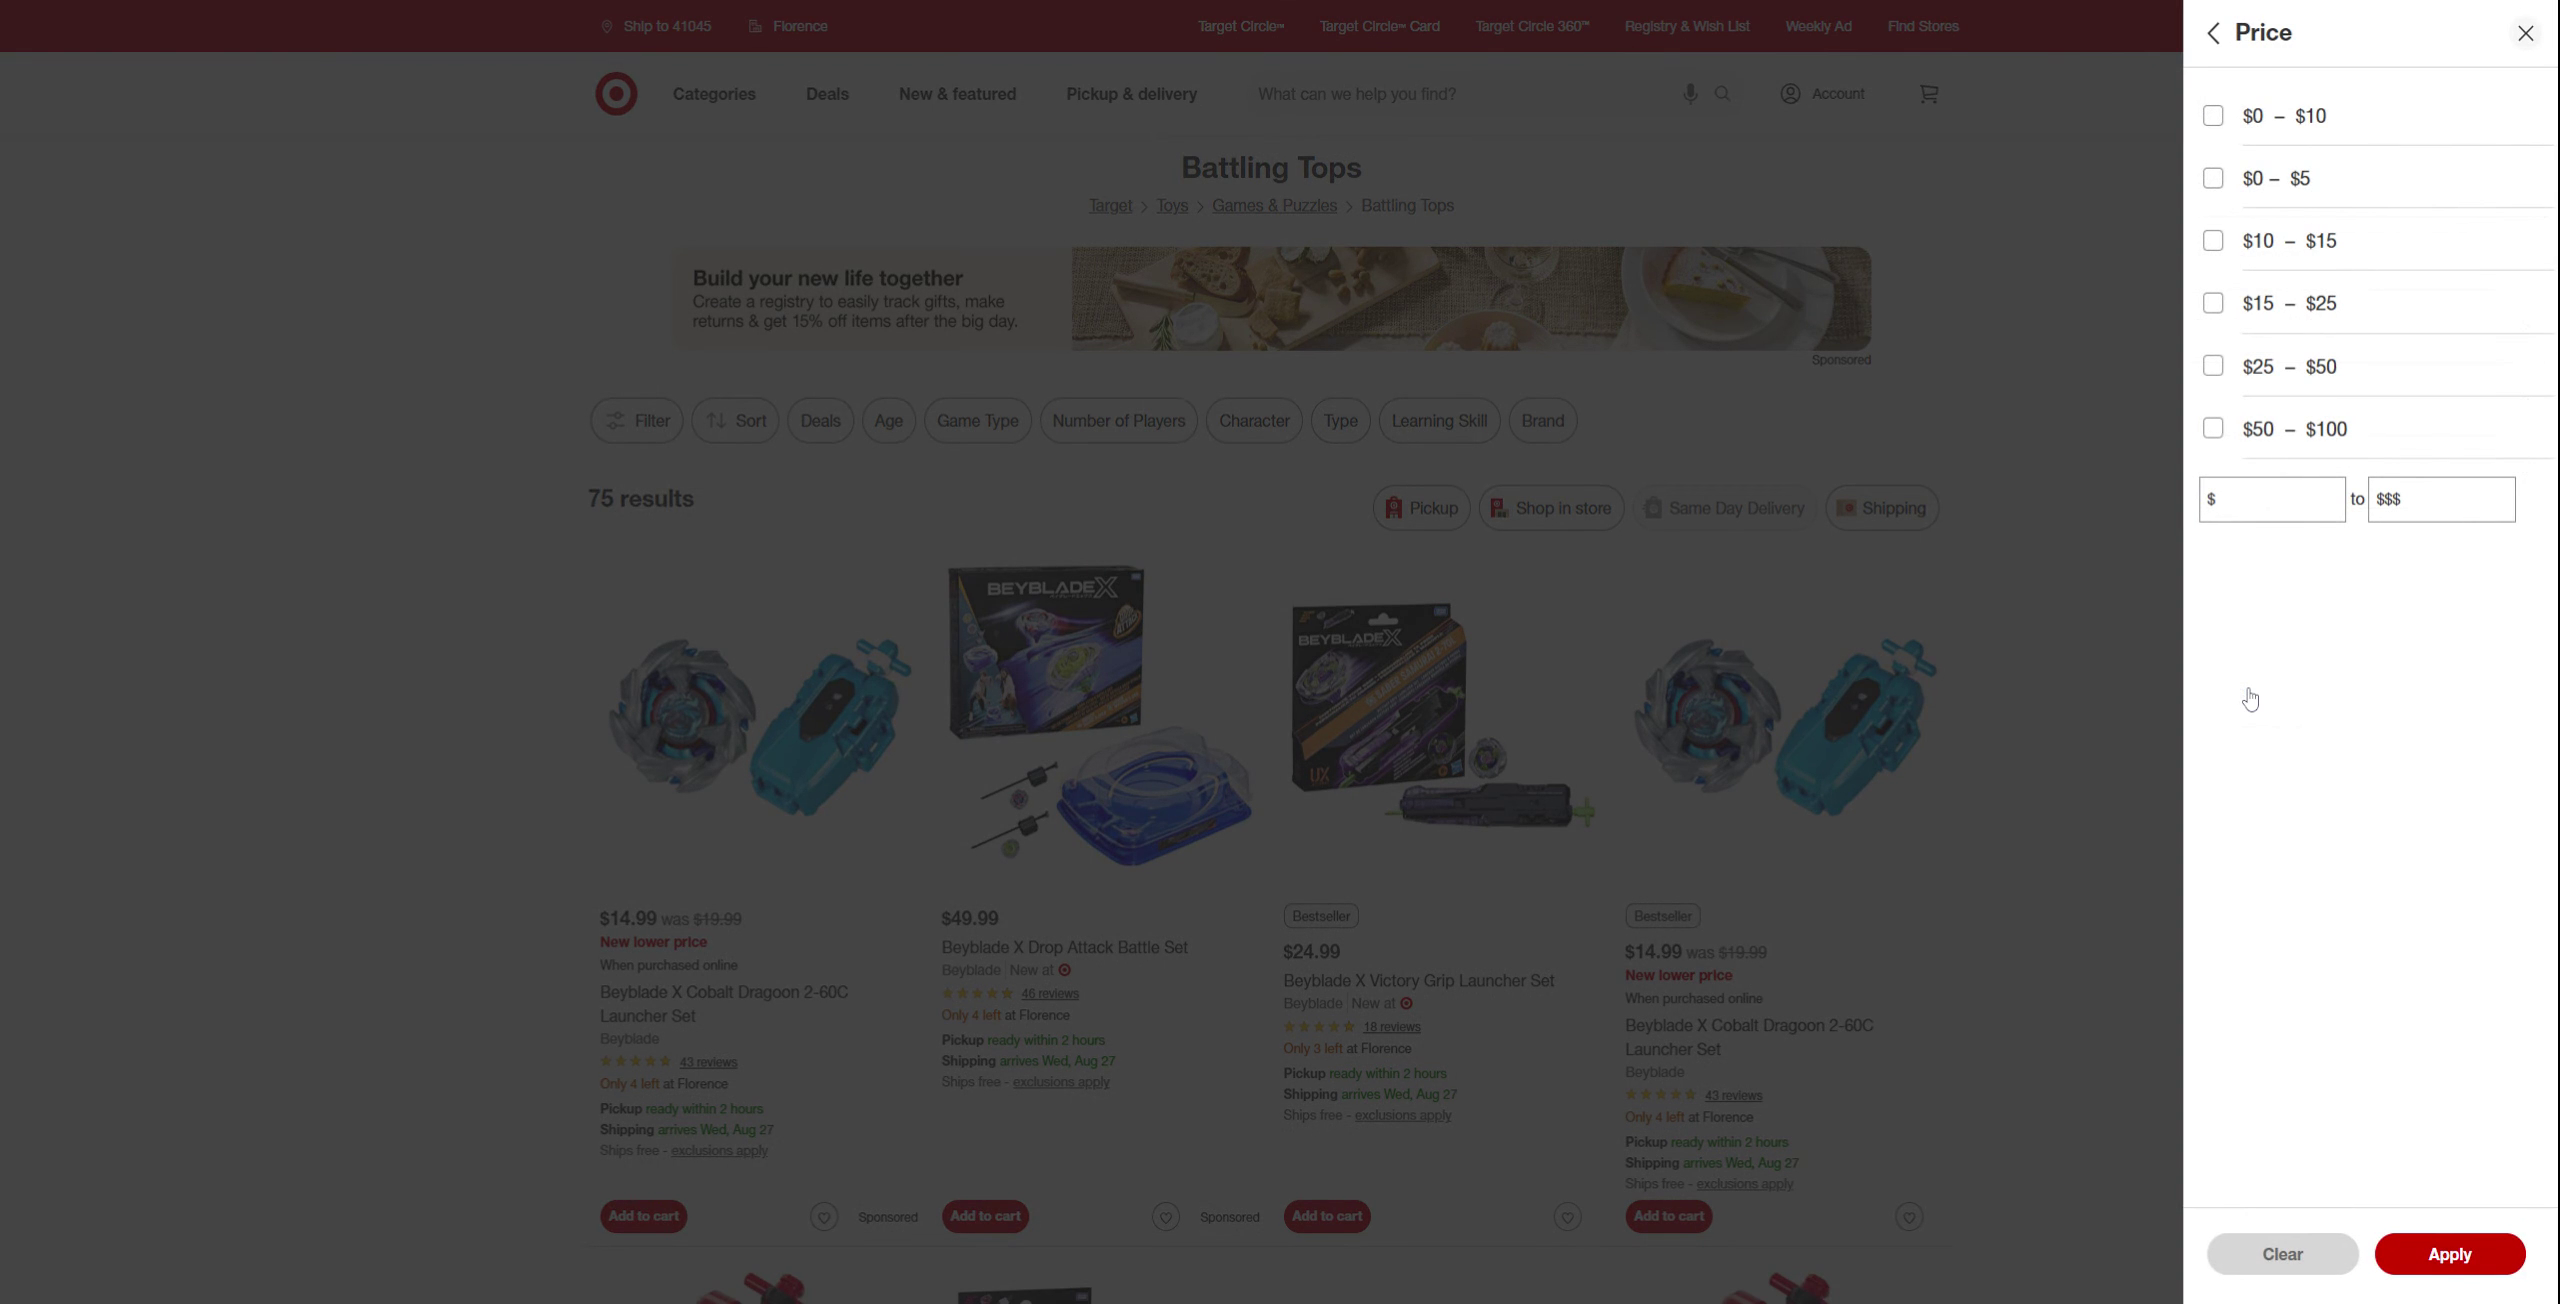 Ship to 41045
Florence
Target Circle™
Target Circle™ Card
Target Circle 360™
Registry & Wish List
Weekly Ad
Find Stores
Categories
Deals
New & featured
Pickup & delivery
What can we help you find?
Account
Battling Tops
Target > Toys > Games & Puzzles > Battling Tops
Build your new life together
Create a registry to easily track gifts, make
returns & get 15% off items after the big day.
Sponsored
Filter
Sort
Deals
Age
Game Type
Number of Players
Character
Type
Learning Skill
Brand
75 results
Pickup
Shop in store
Same Day Delivery
Shipping
BEYBLADE X
BEYBLADE X
UX
$14.99 was $19.99
New lower price
When purchased online
Beyblade X Cobalt Dragoon 2-60C
Launcher Set
Beyblade
43 reviews
Only 4 left at Florence
Pickup ready within 2 hours
Shipping arrives Wed, Aug 27
Ships free - exclusions apply
Add to cart
Sponsored
$49.99
Beyblade X Drop Attack Battle Set
Beyblade | New at
46 reviews
Only 4 left at Florence
Pickup ready within 2 hours
Shipping arrives Wed, Aug 27
Ships free - exclusions apply
Add to cart
Sponsored
Bestseller
$24.99
Beyblade X Victory Grip Launcher Set
Beyblade | New at
18 reviews
Only 3 left at Florence
Pickup ready within 2 hours
Shipping arrives Wed, Aug 27
Ships free - exclusions apply
Add to cart
Bestseller
$14.99 was $19.99
New lower price
When purchased online
Beyblade X Cobalt Dragoon 2-60C
Launcher Set
Beyblade
43 reviews
Only 4 left at Florence
Pickup ready within 2 hours
Shipping arrives Wed, Aug 27
Ships free - exclusions apply
Add to cart
Price
$0 – $10
$0 – $5
$10 – $15
$15 – $25
$25 – $50
$50 – $100
$ to $$$
Clear
Apply